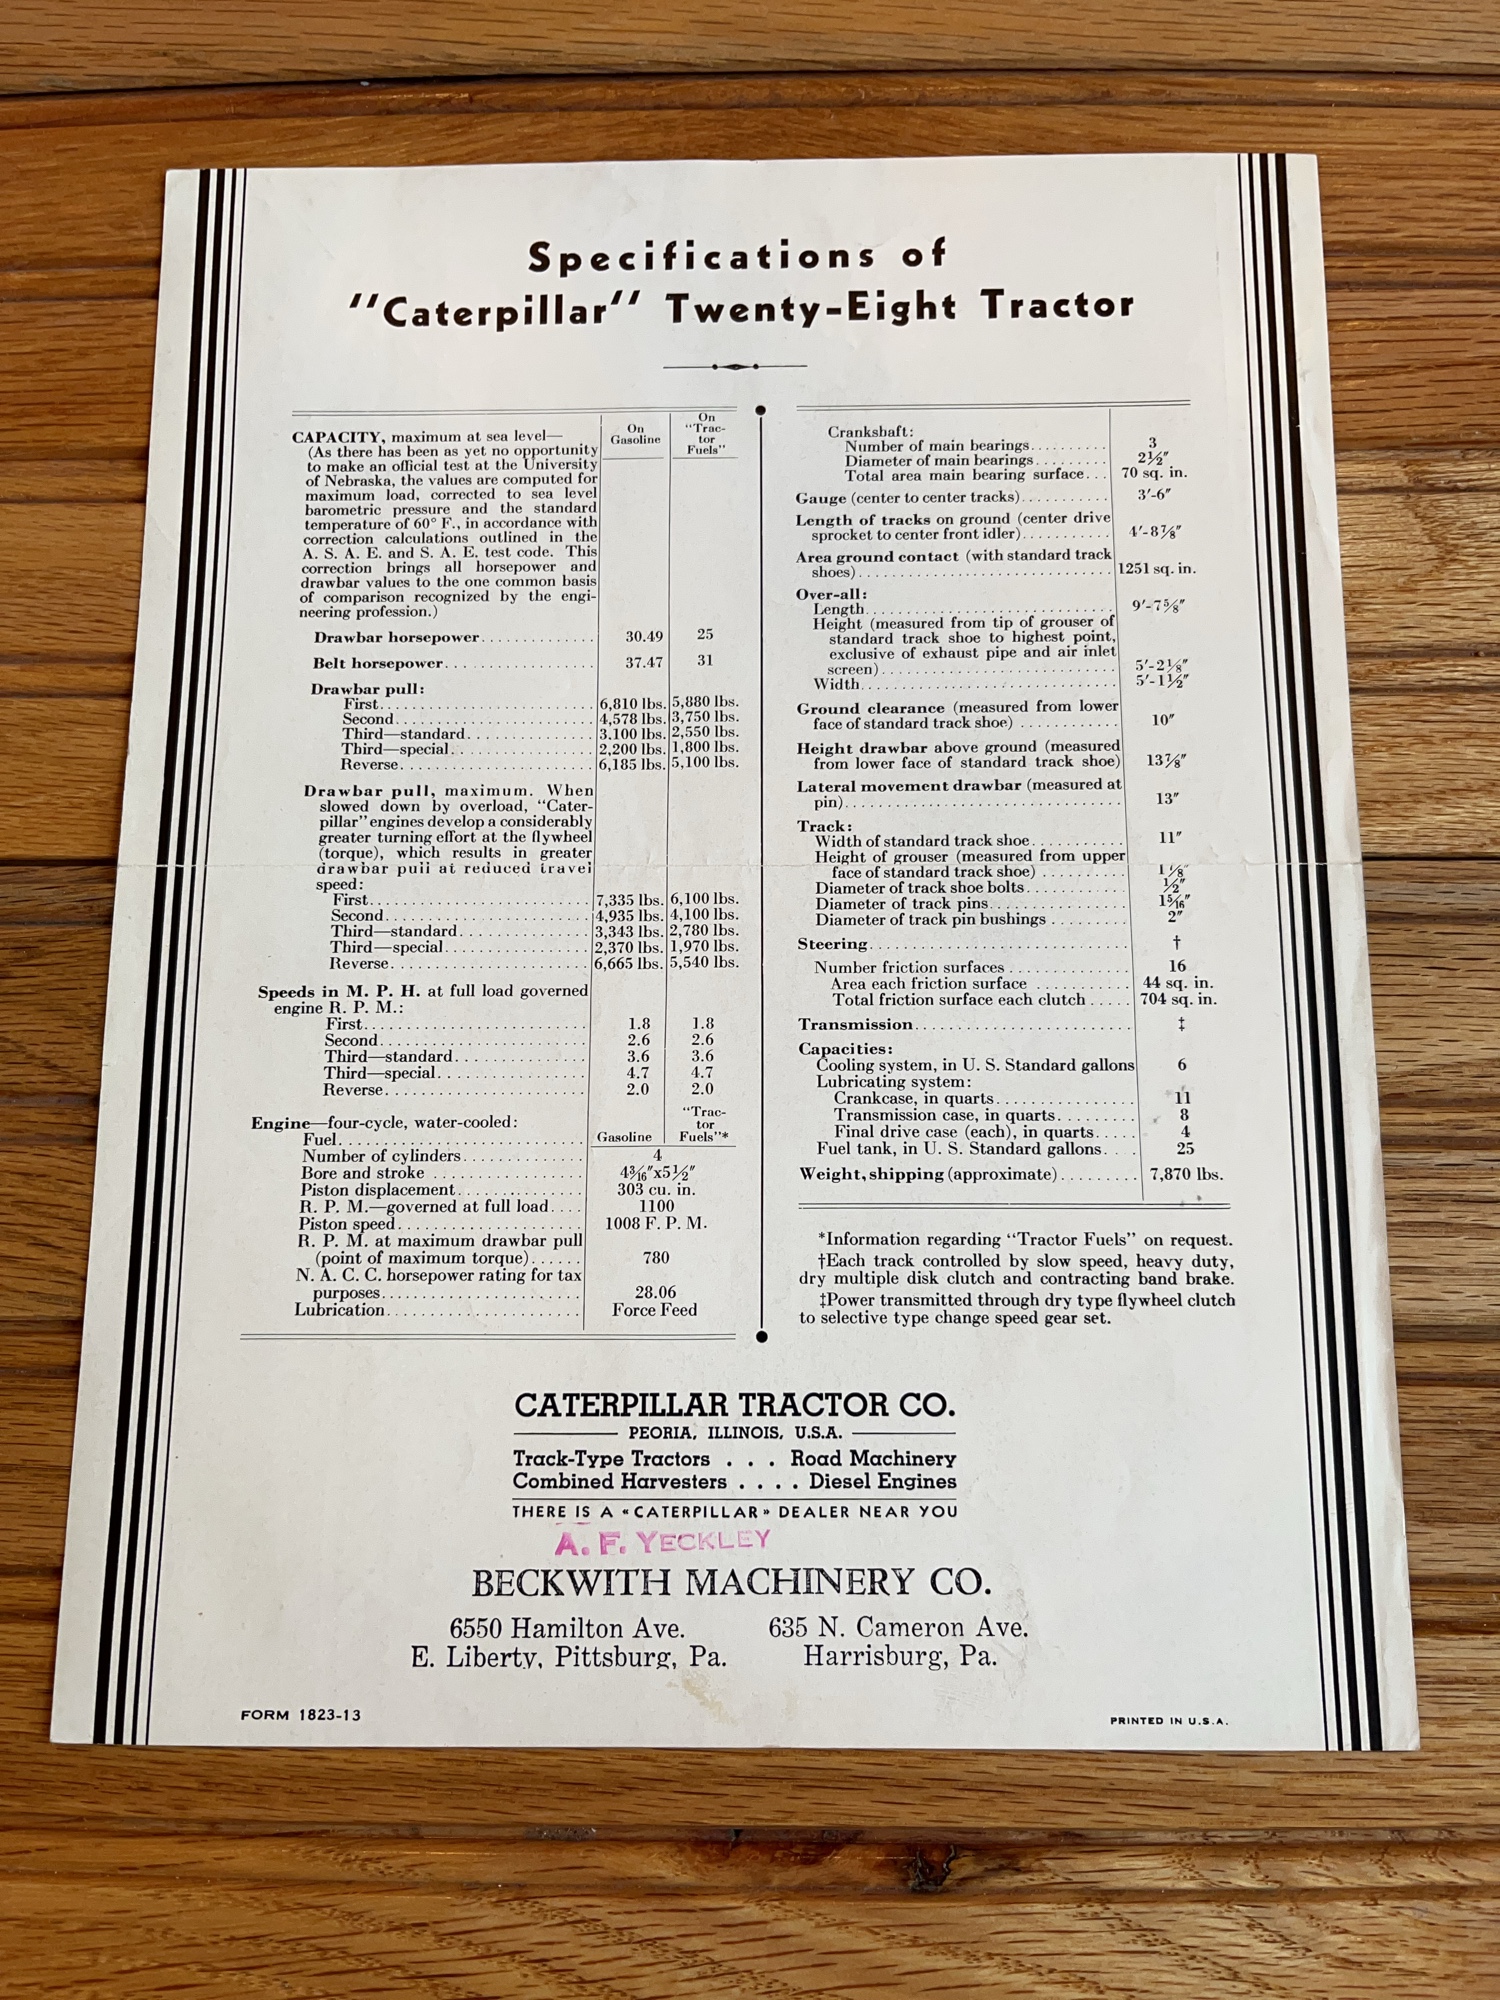 Specifications of
"Caterpillar" Twenty-Eight Tractor
On Gasoline
On "Trac-tor Fuels"
CAPACITY, maximum at sea level—
(As there has been as yet no opportunity
to make an official test at the University
of Nebraska, the values are computed for
maximum load, corrected to sea level
barometric pressure and the standard
temperature of 60° F., in accordance with
correction calculations outlined in the
A. S. A. E. and S. A. E. test code. This
correction brings all horsepower and
drawbar values to the one common basis
of comparison recognized by the engi-
neering profession.)
Drawbar horsepower 30.49 25
Belt horsepower 37.47 31
Drawbar pull:
First 6,810 lbs. 5,880 lbs.
Second 4,578 lbs. 3,750 lbs.
Third—standard 3,100 lbs. 2,550 lbs.
Third—special 2,200 lbs. 1,800 lbs.
Reverse 6,185 lbs. 5,100 lbs.
Drawbar pull, maximum. When
slowed down by overload, "Cater-
pillar" engines develop a considerably
greater turning effort at the flywheel
(torque), which results in greater
drawbar pull at reduced travel
speed:
First 7,335 lbs. 6,100 lbs.
Second 4,935 lbs. 4,100 lbs.
Third—standard 3,343 lbs. 2,780 lbs.
Third—special 2,370 lbs. 1,970 lbs.
Reverse 6,665 lbs. 5,540 lbs.
Speeds in M. P. H. at full load governed
engine R. P. M.:
First 1.8 1.8
Second 2.6 2.6
Third—standard 3.6 3.6
Third—special 4.7 4.7
Reverse 2.0 2.0
Engine—four-cycle, water-cooled:
Fuel Gasoline "Trac-tor Fuels"*
Number of cylinders 4
Bore and stroke 4 3/16"x5 1/2"
Piston displacement 303 cu. in.
R. P. M.—governed at full load 1100
Piston speed 1008 F. P. M.
R. P. M. at maximum drawbar pull
(point of maximum torque) 780
N. A. C. C. horsepower rating for tax
purposes 28.06
Lubrication Force Feed
Crankshaft:
Number of main bearings 3
Diameter of main bearings 2 1/2"
Total area main bearing surface 70 sq. in.
Gauge (center to center tracks) 3'-6"
Length of tracks on ground (center drive
sprocket to center front idler) 4'-8 7/8"
Area ground contact (with standard track
shoes) 1251 sq. in.
Over-all:
Length 9'-7 5/8"
Height (measured from tip of grouser of
standard track shoe to highest point,
exclusive of exhaust pipe and air inlet
screen) 5'-2 1/8"
Width 5'-1 1/2"
Ground clearance (measured from lower
face of standard track shoe) 10"
Height drawbar above ground (measured
from lower face of standard track shoe) 13 7/8"
Lateral movement drawbar (measured at
pin) 13"
Track:
Width of standard track shoe 11"
Height of grouser (measured from upper
face of standard track shoe) 1 1/8"
Diameter of track shoe bolts 1/2"
Diameter of track pins 1 5/16"
Diameter of track pin bushings 2"
Steering †
Number friction surfaces 16
Area each friction surface 44 sq. in.
Total friction surface each clutch 704 sq. in.
Transmission ‡
Capacities:
Cooling system, in U. S. Standard gallons 6
Lubricating system:
Crankcase, in quarts 11
Transmission case, in quarts 8
Final drive case (each), in quarts 4
Fuel tank, in U. S. Standard gallons 25
Weight, shipping (approximate) 7,870 lbs.
*Information regarding "Tractor Fuels" on request.
†Each track controlled by slow speed, heavy duty,
dry multiple disk clutch and contracting band brake.
‡Power transmitted through dry type flywheel clutch
to selective type change speed gear set.
CATERPILLAR TRACTOR CO.
PEORIA, ILLINOIS, U.S.A.
Track-Type Tractors . . . Road Machinery
Combined Harvesters . . . . Diesel Engines
THERE IS A «CATERPILLAR» DEALER NEAR YOU
A. F. YECKLEY
BECKWITH MACHINERY CO.
6550 Hamilton Ave. 635 N. Cameron Ave.
E. Liberty, Pittsburg, Pa. Harrisburg, Pa.
FORM 1823-13
PRINTED IN U.S.A.